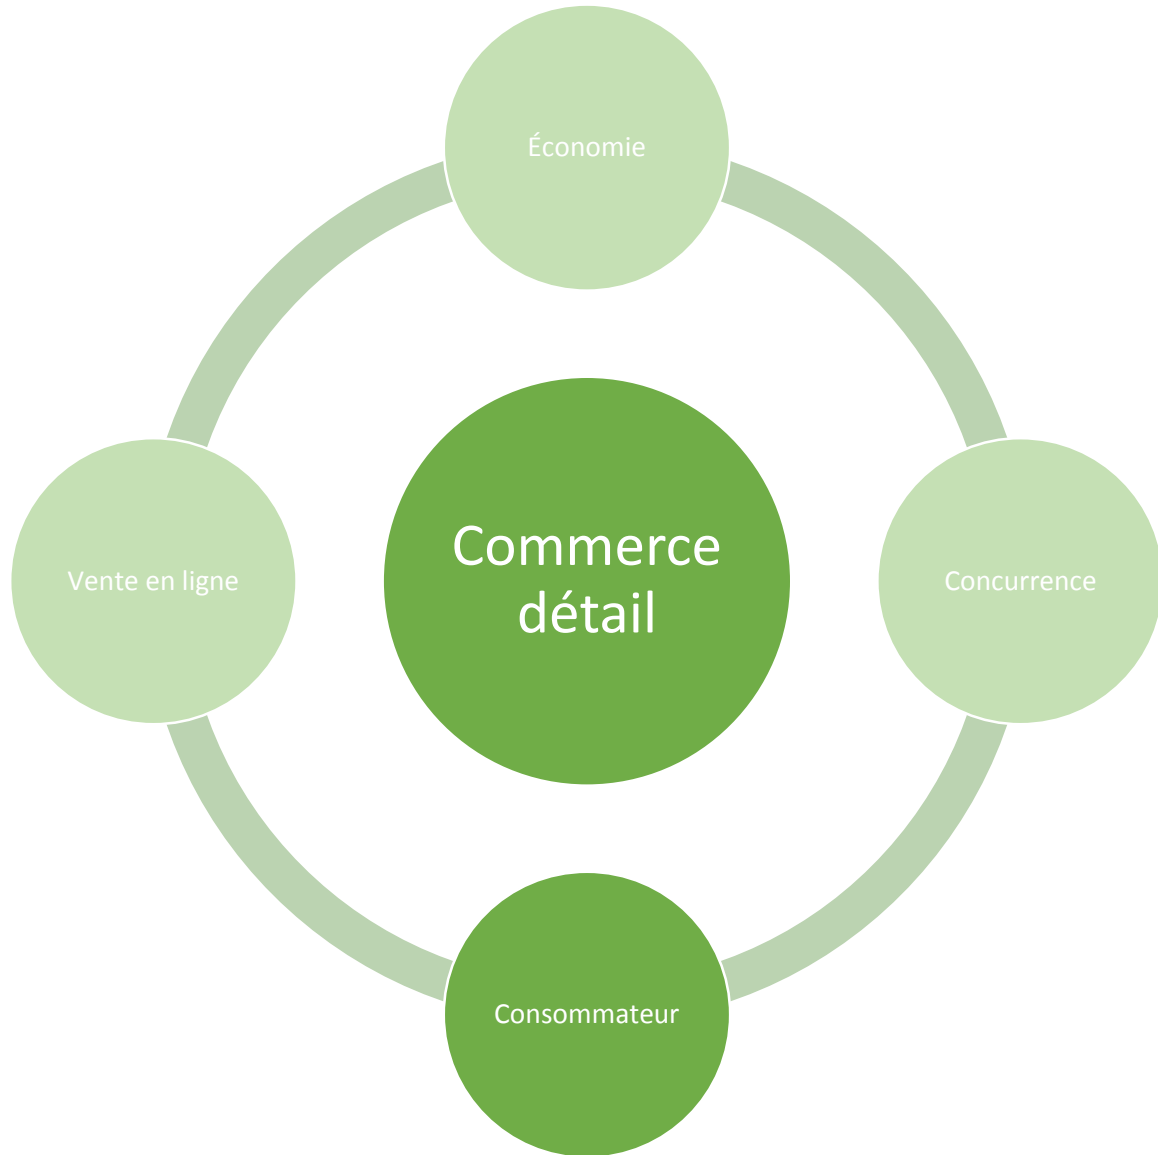 Économie
Vente en ligne
Commerce
détail
Concurrence
Consommateur